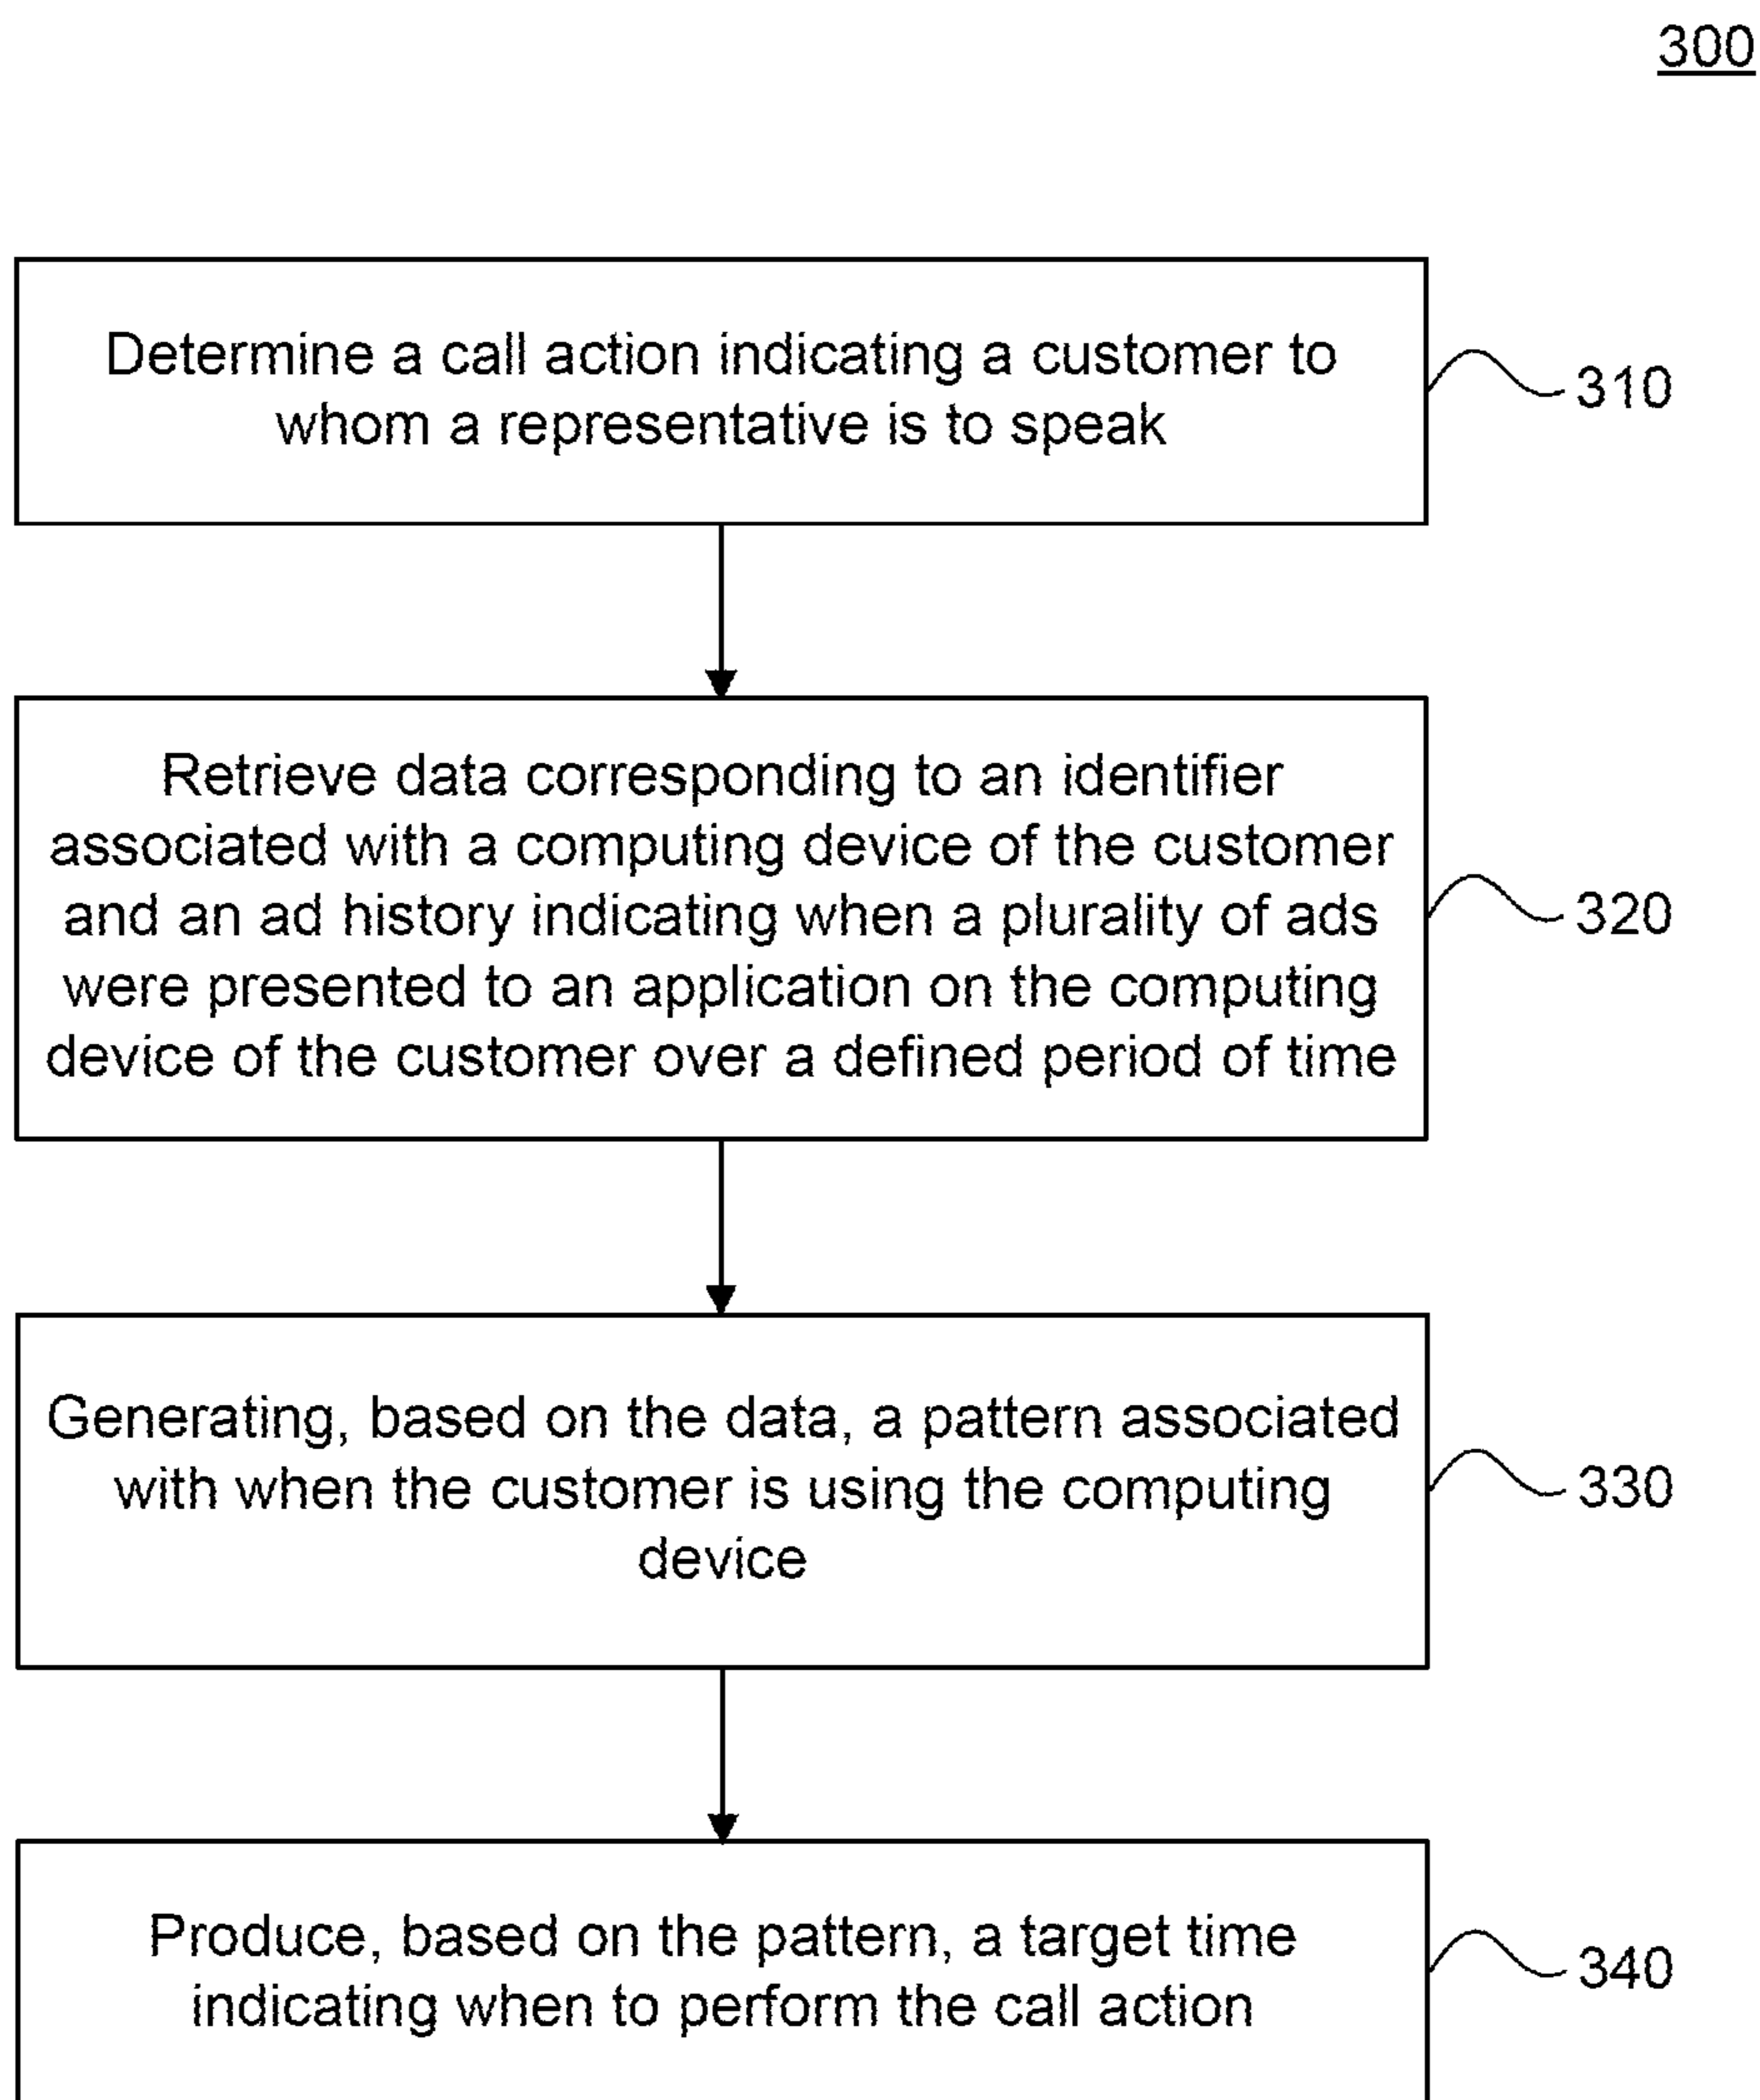 300
Determine a call action indicating a customer to
whom a representative is to speak
310
Retrieve data corresponding to an identifier
associated with a computing device of the customer
and an ad history indicating when a plurality of ads
were presented to an application on the computing
device of the customer over a defined period of time
320
Generating, based on the data, a pattern associated
with when the customer is using the computing
device
330
Produce, based on the pattern, a target time
indicating when to perform the call action
340